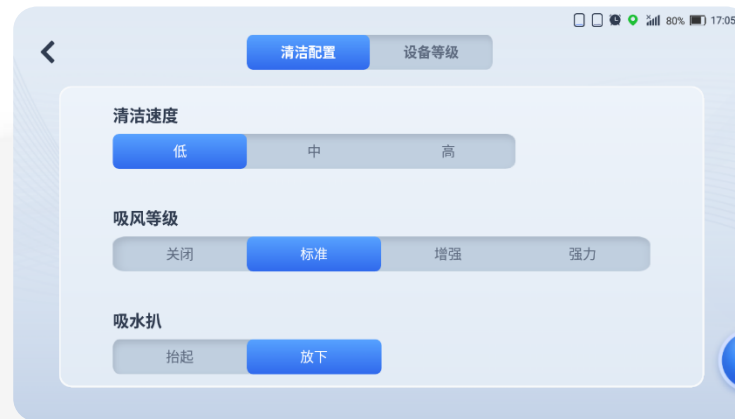 80% 17:05
清洁配置 设备等级
清洁速度
低 中 高
吸风等级
关闭 标准 增强 强力
吸水扒
抬起 放下